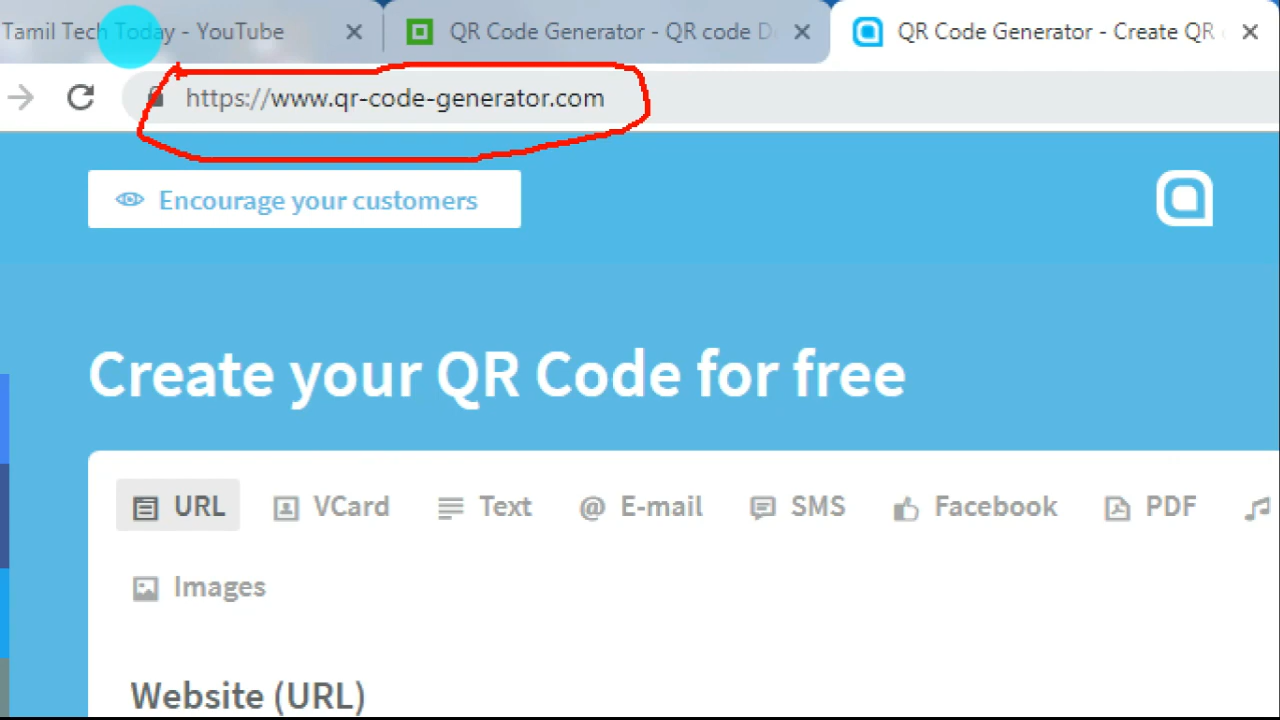 Tamil Tech Today - YouTube
QR Code Generator - QR code D
QR Code Generator - Create QR
https://www.qr-code-generator.com
Encourage your customers
Create your QR Code for free
URL
VCard
Text
E-mail
SMS
Facebook
PDF
Images
Website (URL)